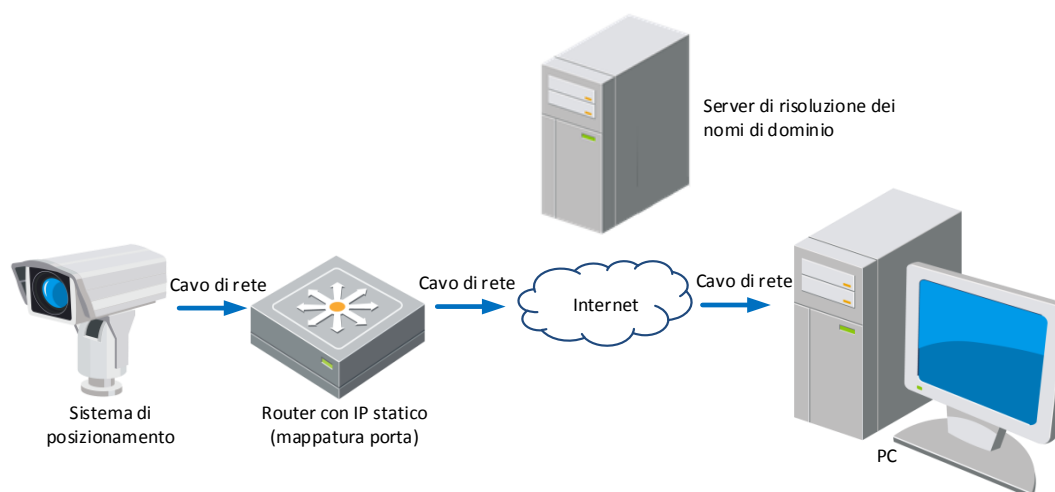 Server di risoluzione dei
nomi di dominio
Cavo di rete
Cavo di rete
Internet
Cavo di rete
Sistema di
posizionamento
Router con IP statico
(mappatura porta)
PC